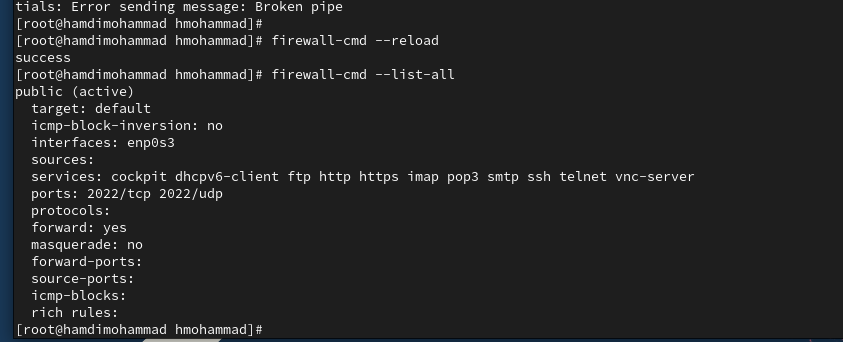 tials: Error sending message: Broken pipe
[root@hamdimohammad hmohammad]#
[root@hamdimohammad hmohammad]# firewall-cmd --reload
success
[root@hamdimohammad hmohammad]# firewall-cmd --list-all
public (active)
  target: default
  icmp-block-inversion: no
  interfaces: enp0s3
  sources:
  services: cockpit dhcpv6-client ftp http https imap pop3 smtp ssh telnet vnc-server
  ports: 2022/tcp 2022/udp
  protocols:
  forward: yes
  masquerade: no
  forward-ports:
  source-ports:
  icmp-blocks:
  rich rules:
[root@hamdimohammad hmohammad]#